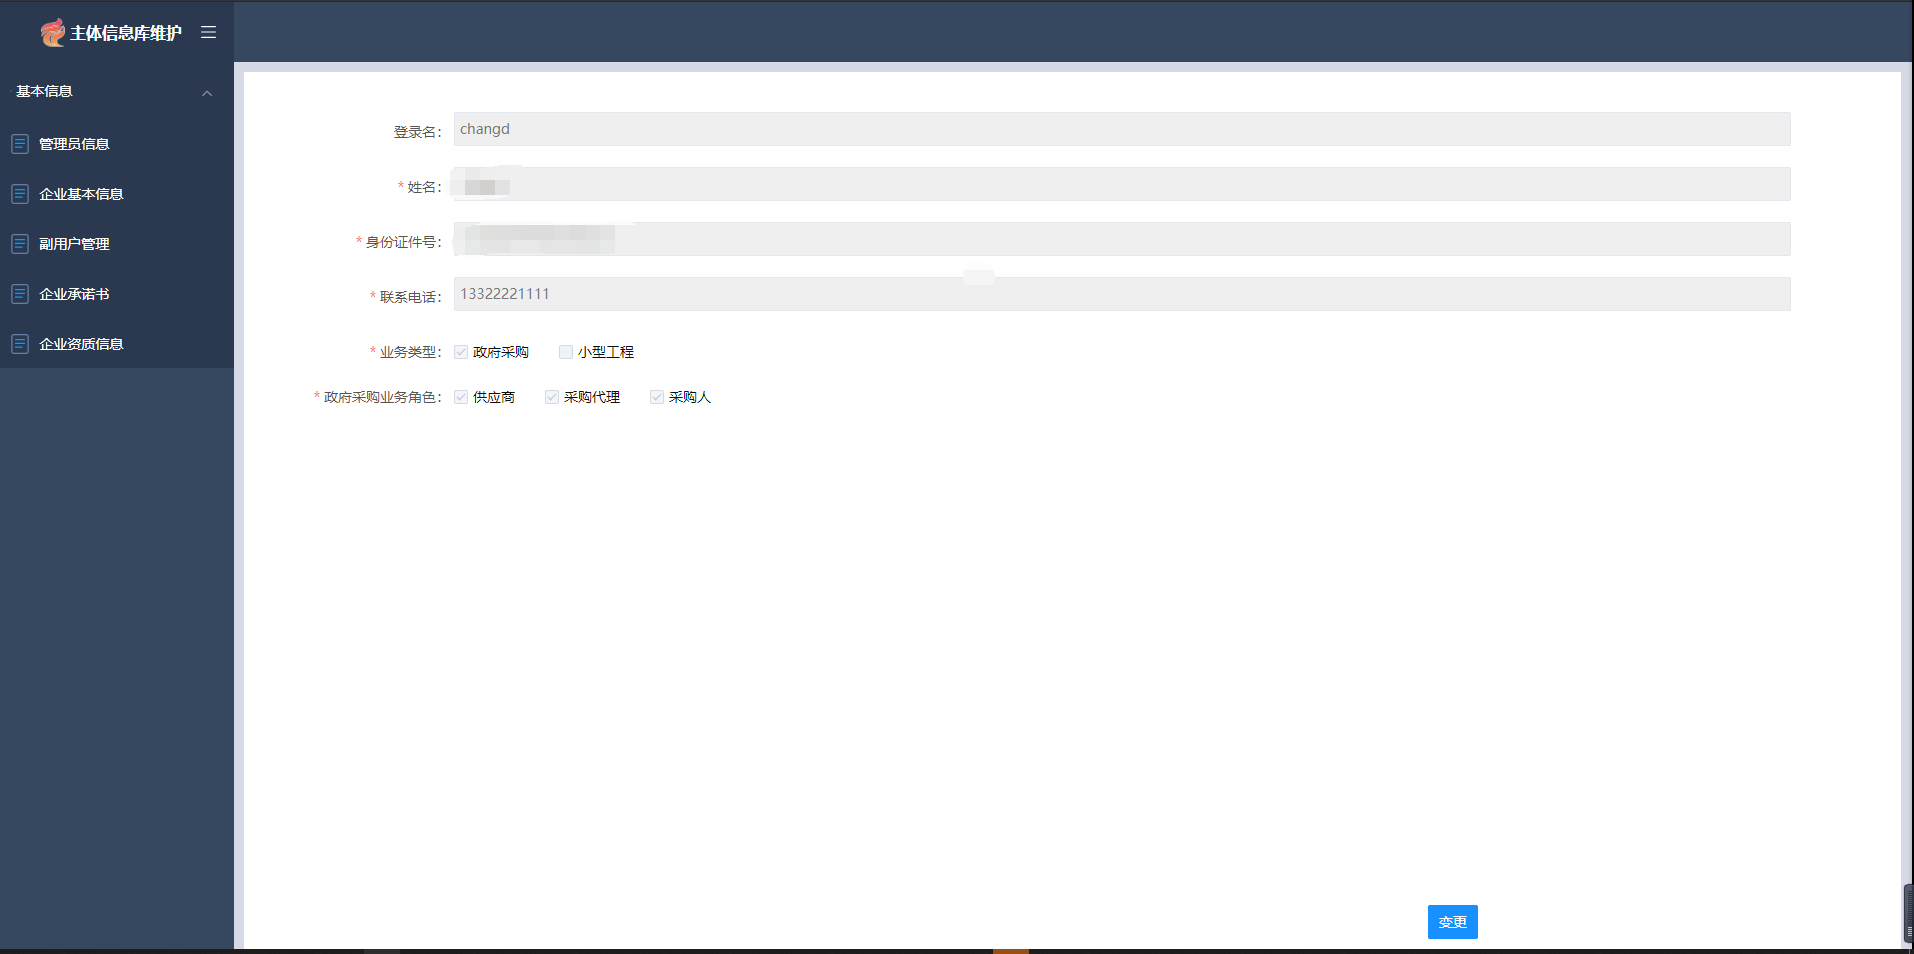 主体信息库维护
基本信息
管理员信息
企业基本信息
副用户管理
企业承诺书
企业资质信息
登录名： changd
* 姓名：
* 身份证件号：
* 联系电话： 13322221111
* 业务类型： 政府采购 小型工程
* 政府采购业务角色： 供应商 采购代理 采购人
变更